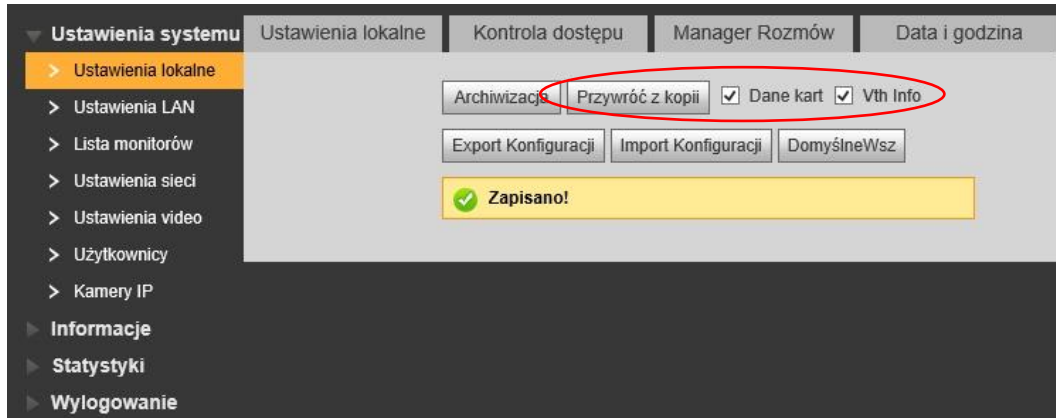 Ustawienia systemu
Ustawienia lokalne
Ustawienia LAN
Lista monitorów
Ustawienia sieci
Ustawienia video
Użytkownicy
Kamery IP
Informacje
Statystyki
Wylogowanie
Ustawienia lokalne Kontrola dostępu Manager Rozmów Data i godzina
Archiwizacja Przywróć z kopii Dane kart Vth Info
Export Konfiguracji Import Konfiguracji DomyślneWsz
Zapisano!